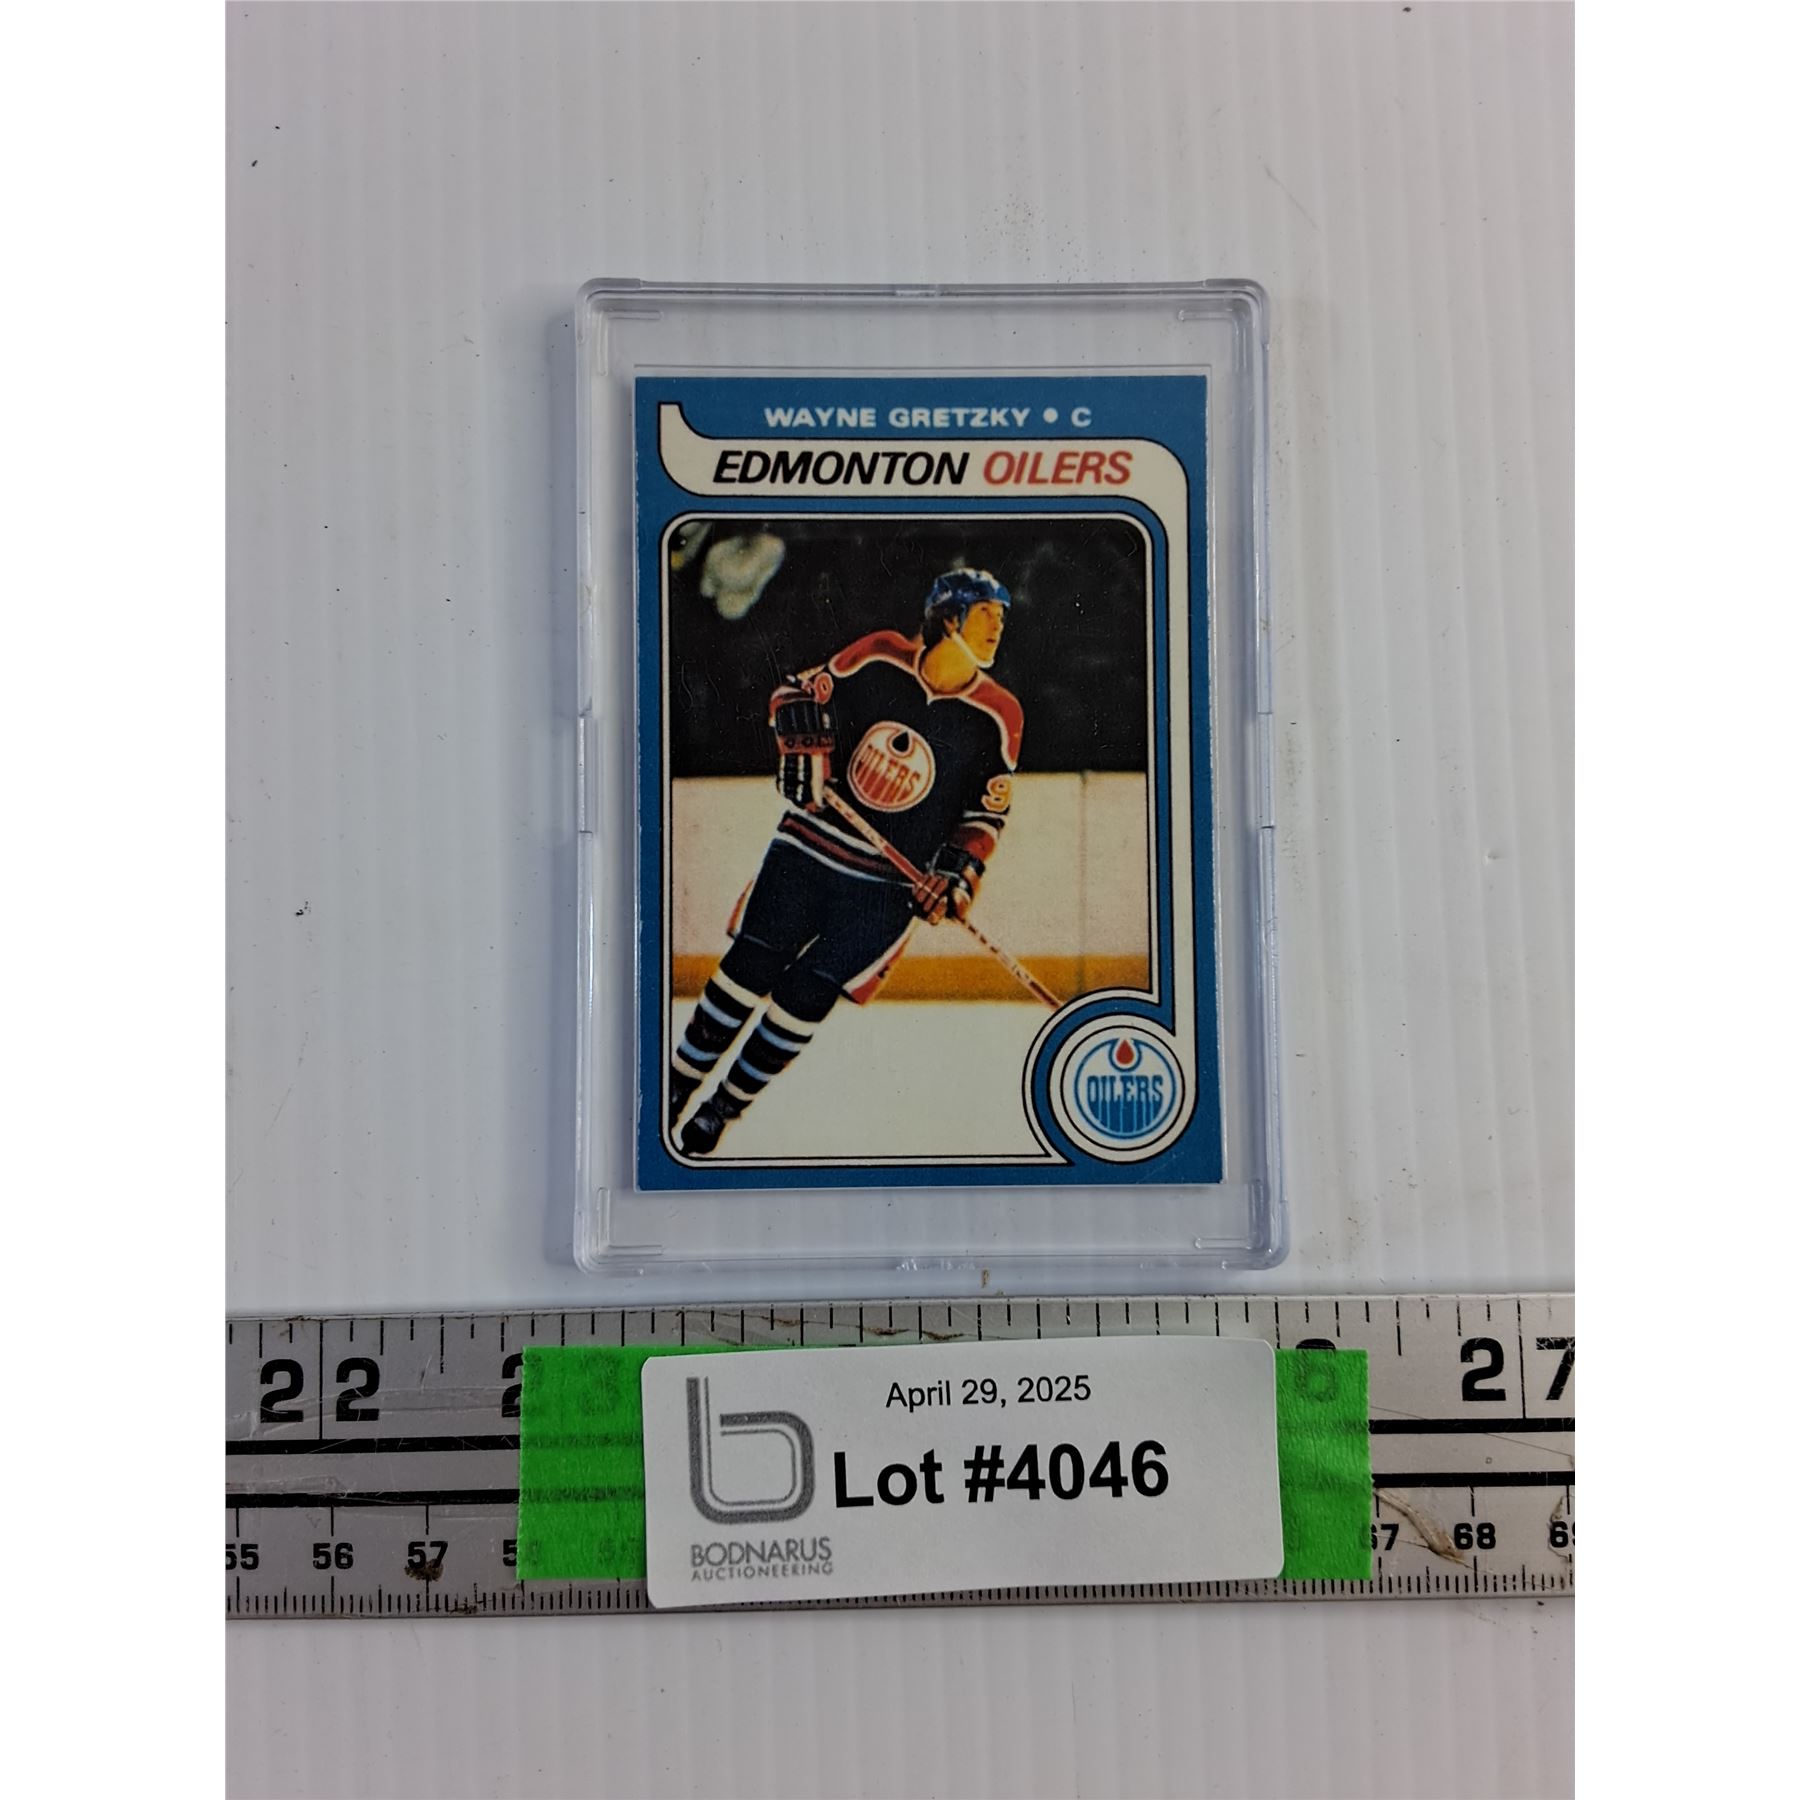 WAYNE GRETZKY • C
EDMONTON OILERS
OILERS
9
OILERS
22 27
April 29, 2025
Lot #4046
BODNARUS
AUCTIONEERING
55 56 57 67 68